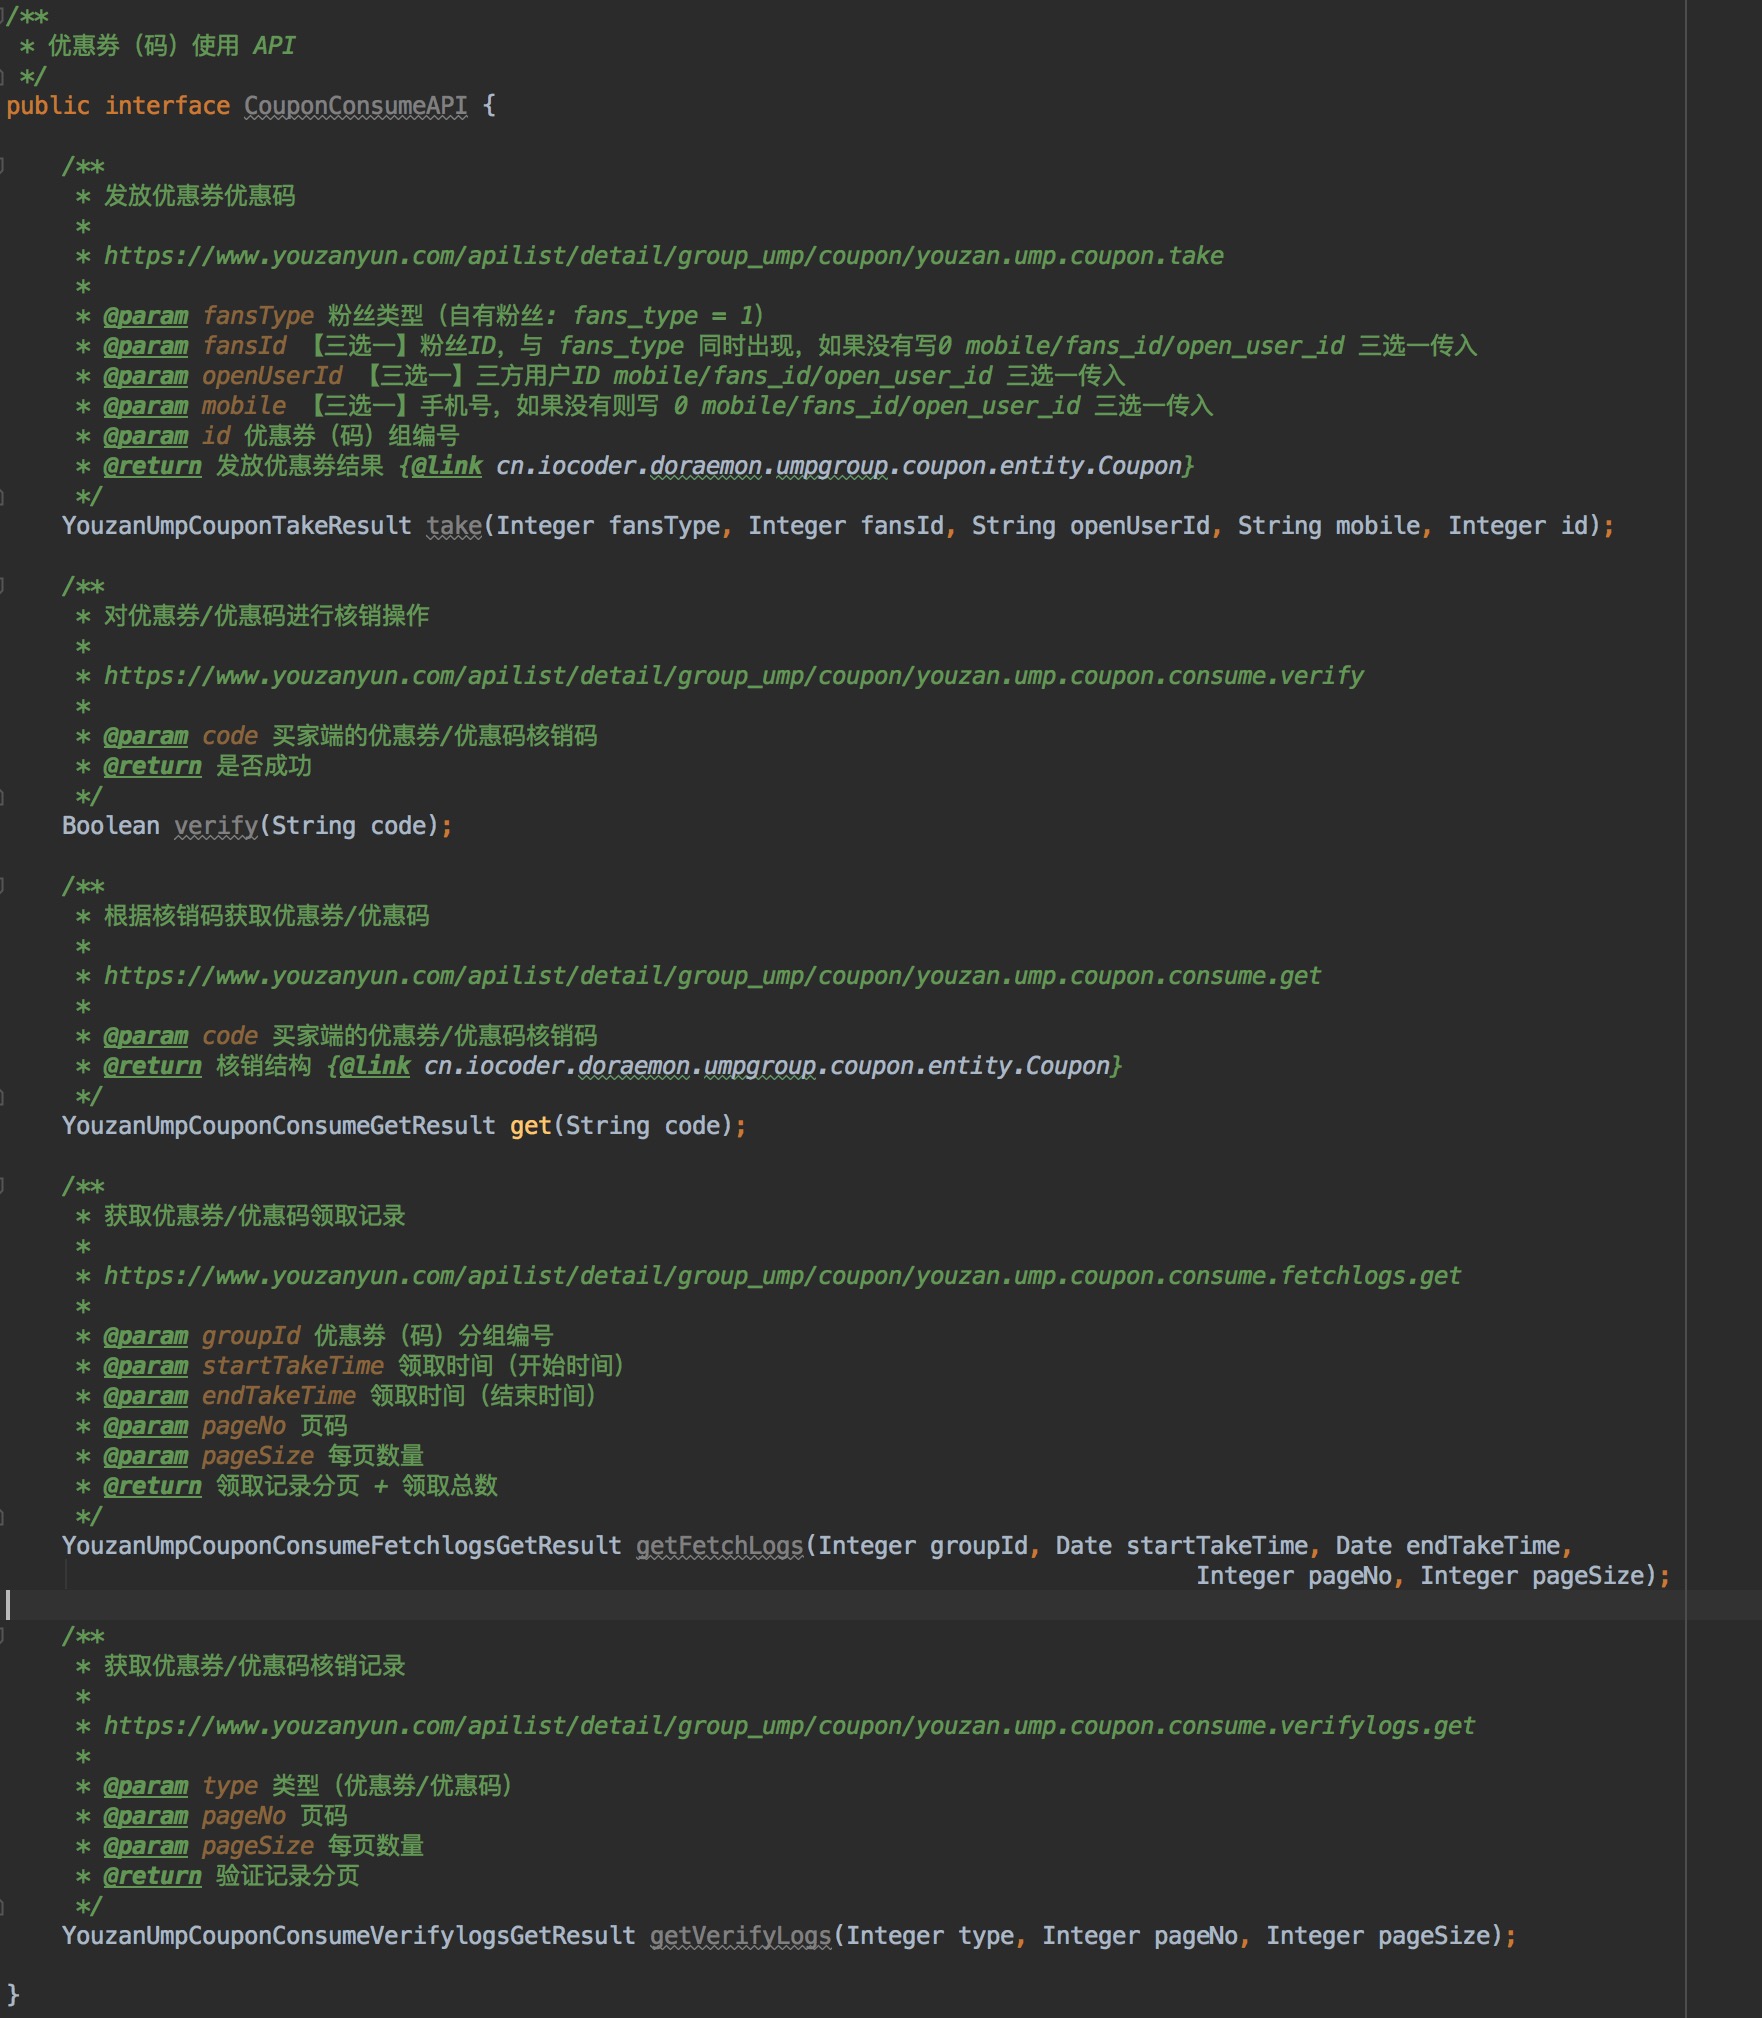 /**
 * 优惠劵（码）使用 API
 */
public interface CouponConsumeAPI {

    /**
     * 发放优惠券优惠码
     *
     * https://www.youzanyun.com/apilist/detail/group_ump/coupon/youzan.ump.coupon.take
     *
     * @param fansType 粉丝类型（自有粉丝: fans_type = 1）
     * @param fansId 【三选一】粉丝ID，与 fans_type 同时出现，如果没有写0 mobile/fans_id/open_user_id 三选一传入
     * @param openUserId 【三选一】三方用户ID mobile/fans_id/open_user_id 三选一传入
     * @param mobile 【三选一】手机号，如果没有则写 0 mobile/fans_id/open_user_id 三选一传入
     * @param id 优惠劵（码）组编号
     * @return 发放优惠券结果 {@link cn.iocoder.doraemon.umpgroup.coupon.entity.Coupon}
     */
    YouzanUmpCouponTakeResult take(Integer fansType, Integer fansId, String openUserId, String mobile, Integer id);

    /**
     * 对优惠券/优惠码进行核销操作
     *
     * https://www.youzanyun.com/apilist/detail/group_ump/coupon/youzan.ump.coupon.consume.verify
     *
     * @param code 买家端的优惠券/优惠码核销码
     * @return 是否成功
     */
    Boolean verify(String code);

    /**
     * 根据核销码获取优惠券/优惠码
     *
     * https://www.youzanyun.com/apilist/detail/group_ump/coupon/youzan.ump.coupon.consume.get
     *
     * @param code 买家端的优惠券/优惠码核销码
     * @return 核销结构 {@link cn.iocoder.doraemon.umpgroup.coupon.entity.Coupon}
     */
    YouzanUmpCouponConsumeGetResult get(String code);

    /**
     * 获取优惠券/优惠码领取记录
     *
     * https://www.youzanyun.com/apilist/detail/group_ump/coupon/youzan.ump.coupon.consume.fetchlogs.get
     *
     * @param groupId 优惠劵（码）分组编号
     * @param startTakeTime 领取时间（开始时间）
     * @param endTakeTime 领取时间（结束时间）
     * @param pageNo 页码
     * @param pageSize 每页数量
     * @return 领取记录分页 + 领取总数
     */
    YouzanUmpCouponConsumeFetchlogsGetResult getFetchLogs(Integer groupId, Date startTakeTime, Date endTakeTime,
                                                                                 Integer pageNo, Integer pageSize);

    /**
     * 获取优惠券/优惠码核销记录
     *
     * https://www.youzanyun.com/apilist/detail/group_ump/coupon/youzan.ump.coupon.consume.verifylogs.get
     *
     * @param type 类型（优惠劵/优惠码）
     * @param pageNo 页码
     * @param pageSize 每页数量
     * @return 验证记录分页
     */
    YouzanUmpCouponConsumeVerifylogsGetResult getVerifyLogs(Integer type, Integer pageNo, Integer pageSize);

}